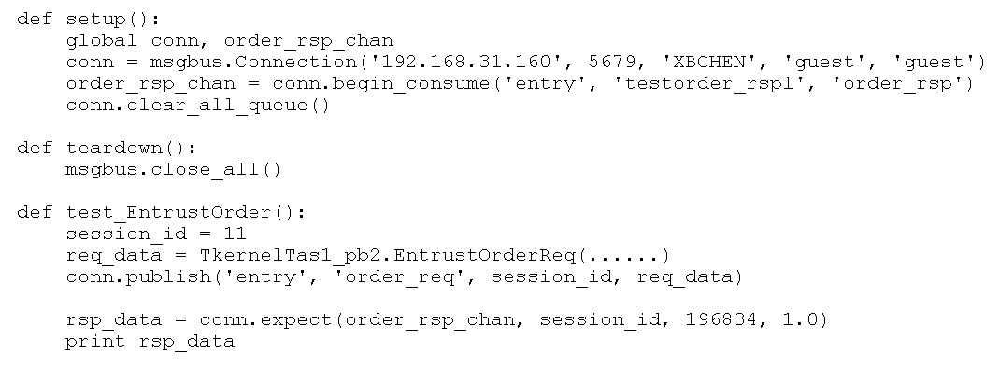 def setup():
    global conn, order_rsp_chan
    conn = msgbus.Connection('192.168.31.160', 5679, 'XBCHEN', 'guest', 'guest')
    order_rsp_chan = conn.begin_consume('entry', 'testorder_rsp1', 'order_rsp')
    conn.clear_all_queue()

def teardown():
    msgbus.close_all()

def test_EntrustOrder():
    session_id = 11
    req_data = TkernelTas1_pb2.EntrustOrderReq(......)
    conn.publish('entry', 'order_req', session_id, req_data)

    rsp_data = conn.expect(order_rsp_chan, session_id, 196834, 1.0)
    print rsp_data